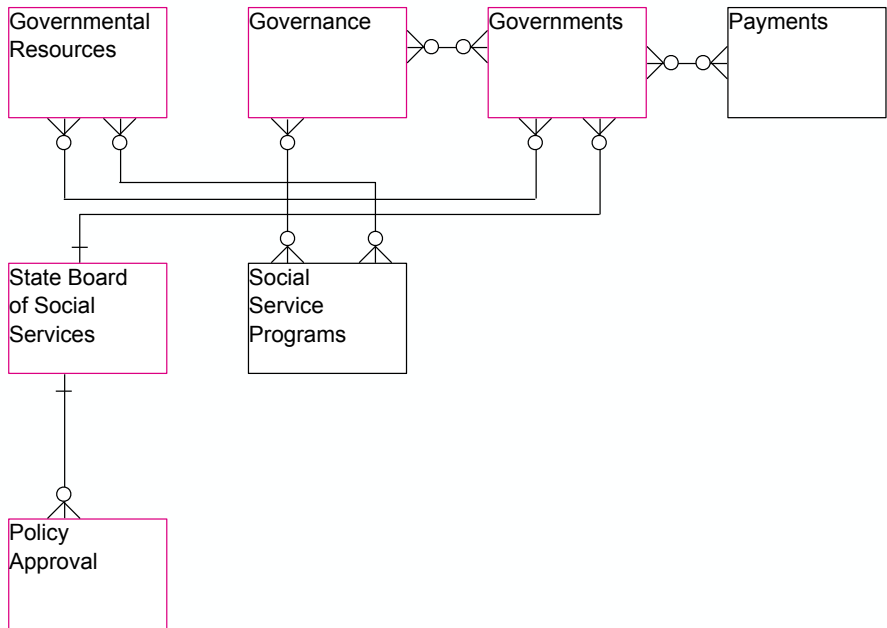 Governmental
Resources
Governance
Governments
Payments
State Board
of Social
Services
Social
Service
Programs
Policy
Approval